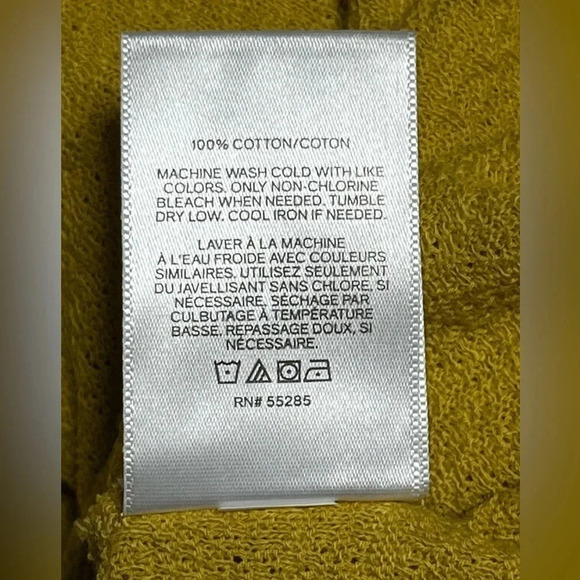 100% COTTON/COTON
MACHINE WASH COLD WITH LIKE
COLORS. ONLY NON-CHLORINE
BLEACH WHEN NEEDED. TUMBLE
DRY LOW. COOL IRON IF NEEDED.
LAVER À LA MACHINE
À L'EAU FROIDE AVEC COULEURS
SIMILAIRES. UTILISEZ SEULEMENT
DU JAVELLISANT SANS CHLORE, SI
NÉCESSAIRE. SÉCHAGE PAR
CULBUTAGE À TEMPÉRATURE
BASSE. REPASSAGE DOUX, SI
NÉCESSAIRE.
RN# 55285